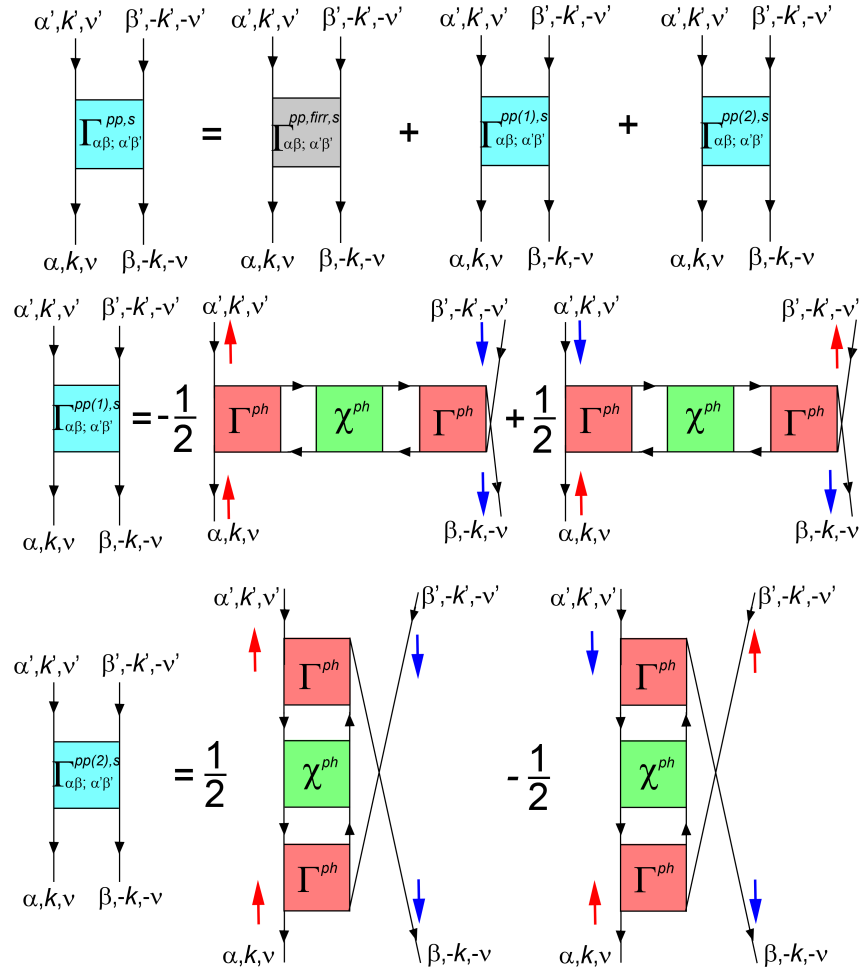 α',k',ν' β',-k',-ν' α',k',ν' β',-k',-ν' α',k',ν' β',-k',-ν' α',k',ν' β',-k',-ν'
Γ pp,s αβ; α'β' = Γ pp,firr,s αβ; α'β' + Γ pp(1),s αβ; α'β' + Γ pp(2),s αβ; α'β'
α,k,ν β,-k,-ν α,k,ν β,-k,-ν α,k,ν β,-k,-ν α,k,ν β,-k,-ν
α',k',ν' β',-k',-ν' α',k',ν' β',-k',-ν' α',k',ν' β',-k',-ν'
Γ pp(1),s αβ; α'β' = - 1/2 Γ ph χ ph Γ ph + 1/2 Γ ph χ ph Γ ph
α,k,ν β,-k,-ν α,k,ν β,-k,-ν α,k,ν β,-k,-ν
α',k',ν' β',-k',-ν' α',k',ν' β',-k',-ν'
Γ ph Γ ph
α',k',ν' β',-k',-ν'
Γ pp(2),s αβ; α'β' = 1/2 χ ph - 1/2 χ ph
Γ ph Γ ph
α,k,ν β,-k,-ν
α,k,ν β,-k,-ν α,k,ν β,-k,-ν